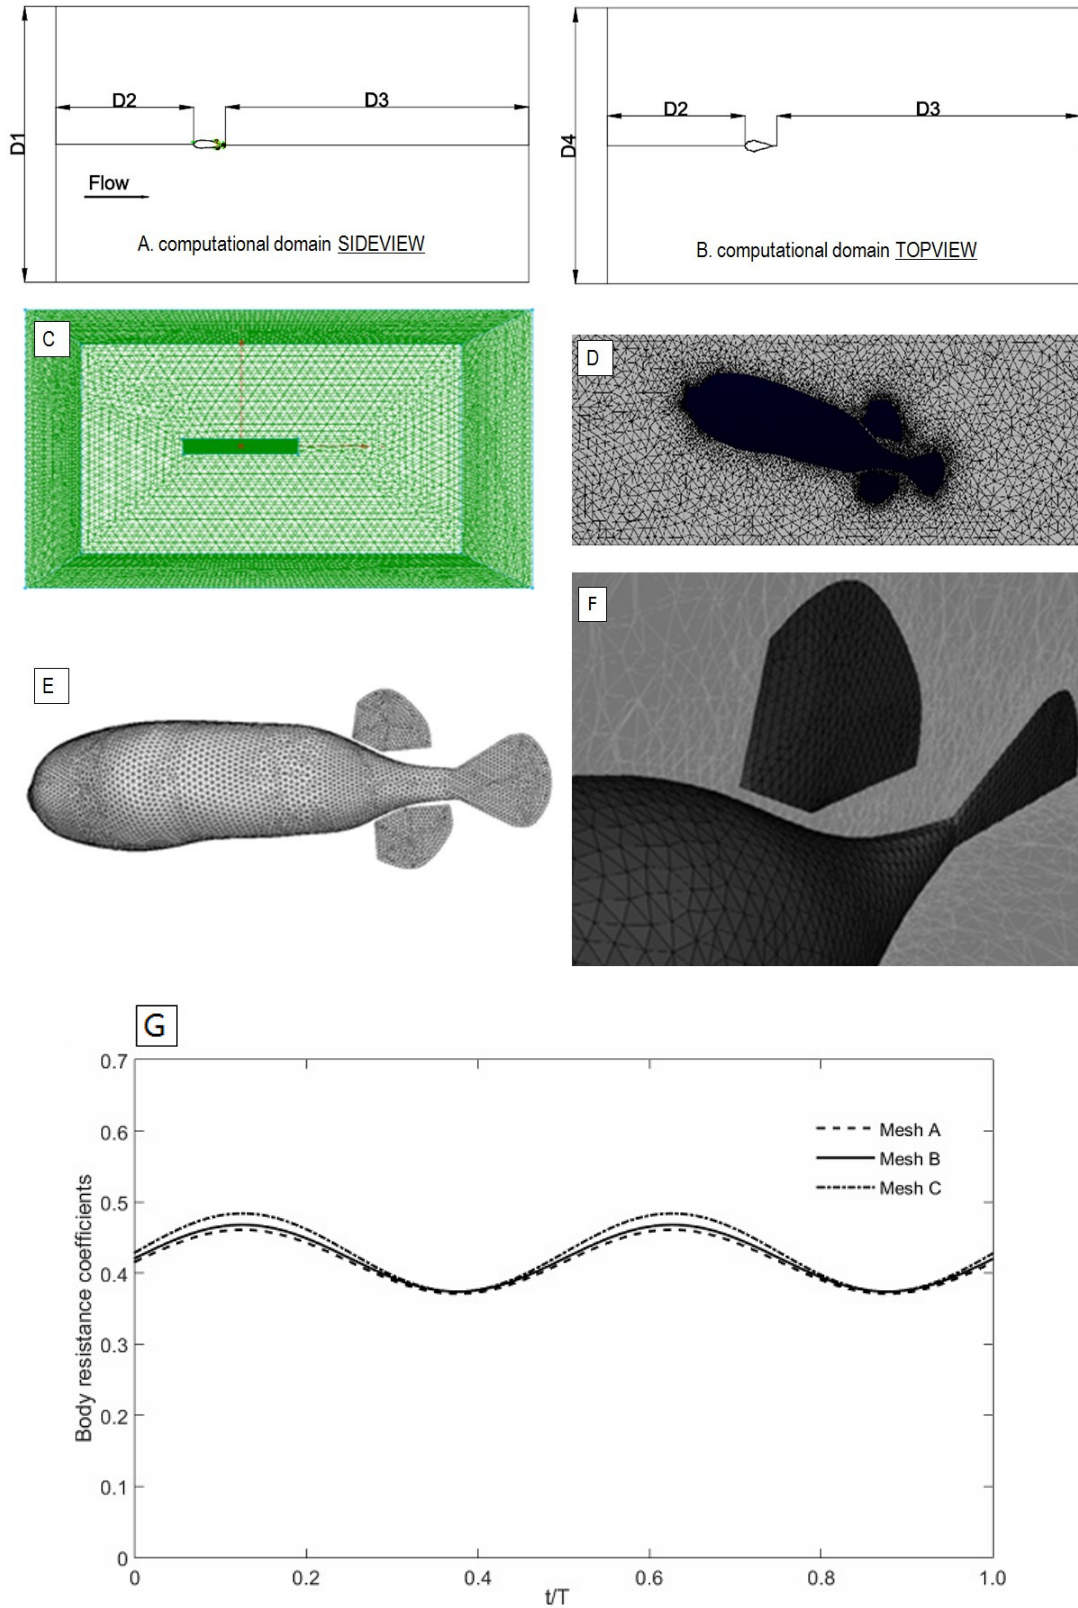 D1
D2
D3
Flow
A. computational domain SIDEVIEW
D4
D2
D3
B. computational domain TOPVIEW
C
D
E
F
G
Body resistance coefficients
0.7
0.6
0.5
0.4
0.3
0.2
0.1
0
Mesh A
Mesh B
Mesh C
0
0.2
0.4
0.6
0.8
1.0
t/T